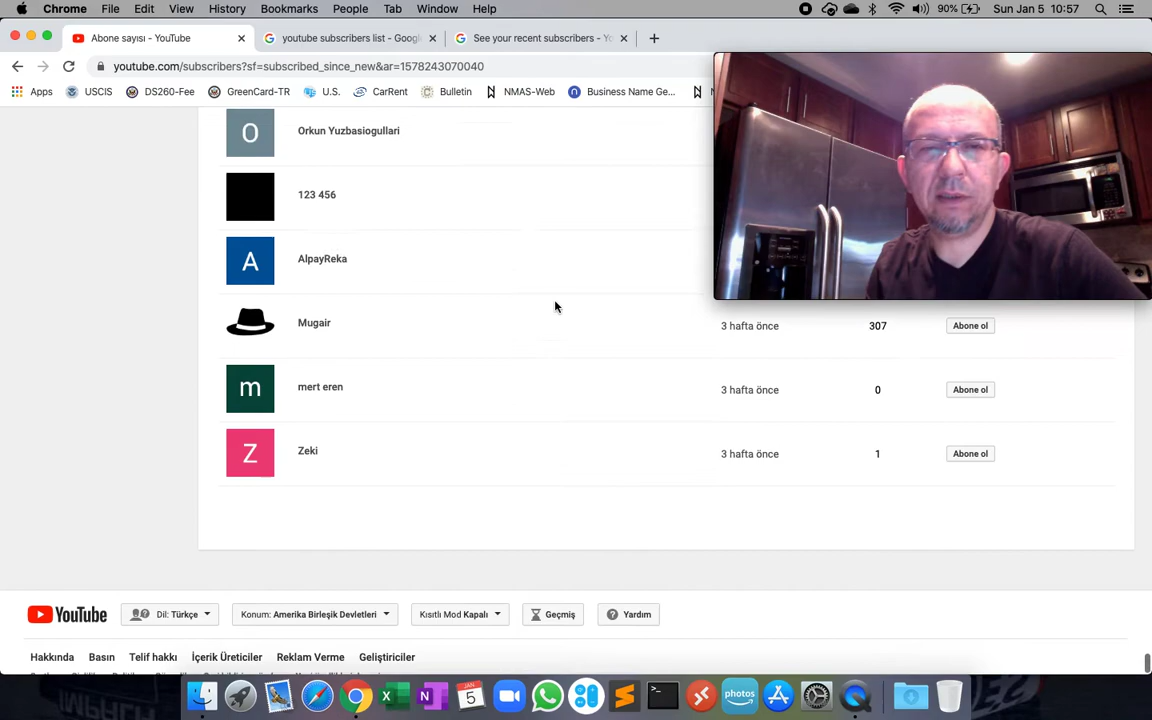 Chrome File Edit View History Bookmarks People Tab Window Help 90% Sun Jan 5 10:57
Abone sayısı - YouTube youtube subscribers list - Googl See your recent subscribers - Yo
youtube.com/subscribers?sf=subscribed_since_new&ar=1578243070040
Apps USCIS DS260-Fee GreenCard-TR U.S. CarRent Bulletin NMAS-Web Business Name Ge...
O Orkun Yuzbasiogullari
123 456
A AlpayReka
Mugair 3 hafta önce 307 Abone ol
m mert eren 3 hafta önce 0 Abone ol
Z Zeki 3 hafta önce 1 Abone ol
YouTube Dil: Türkçe Konum: Amerika Birleşik Devletleri Kısıtlı Mod Kapalı Geçmiş Yardım
Hakkında Basın Telif hakkı İçerik Üreticiler Reklam Verme Geliştiriciler
JAN
5 photos